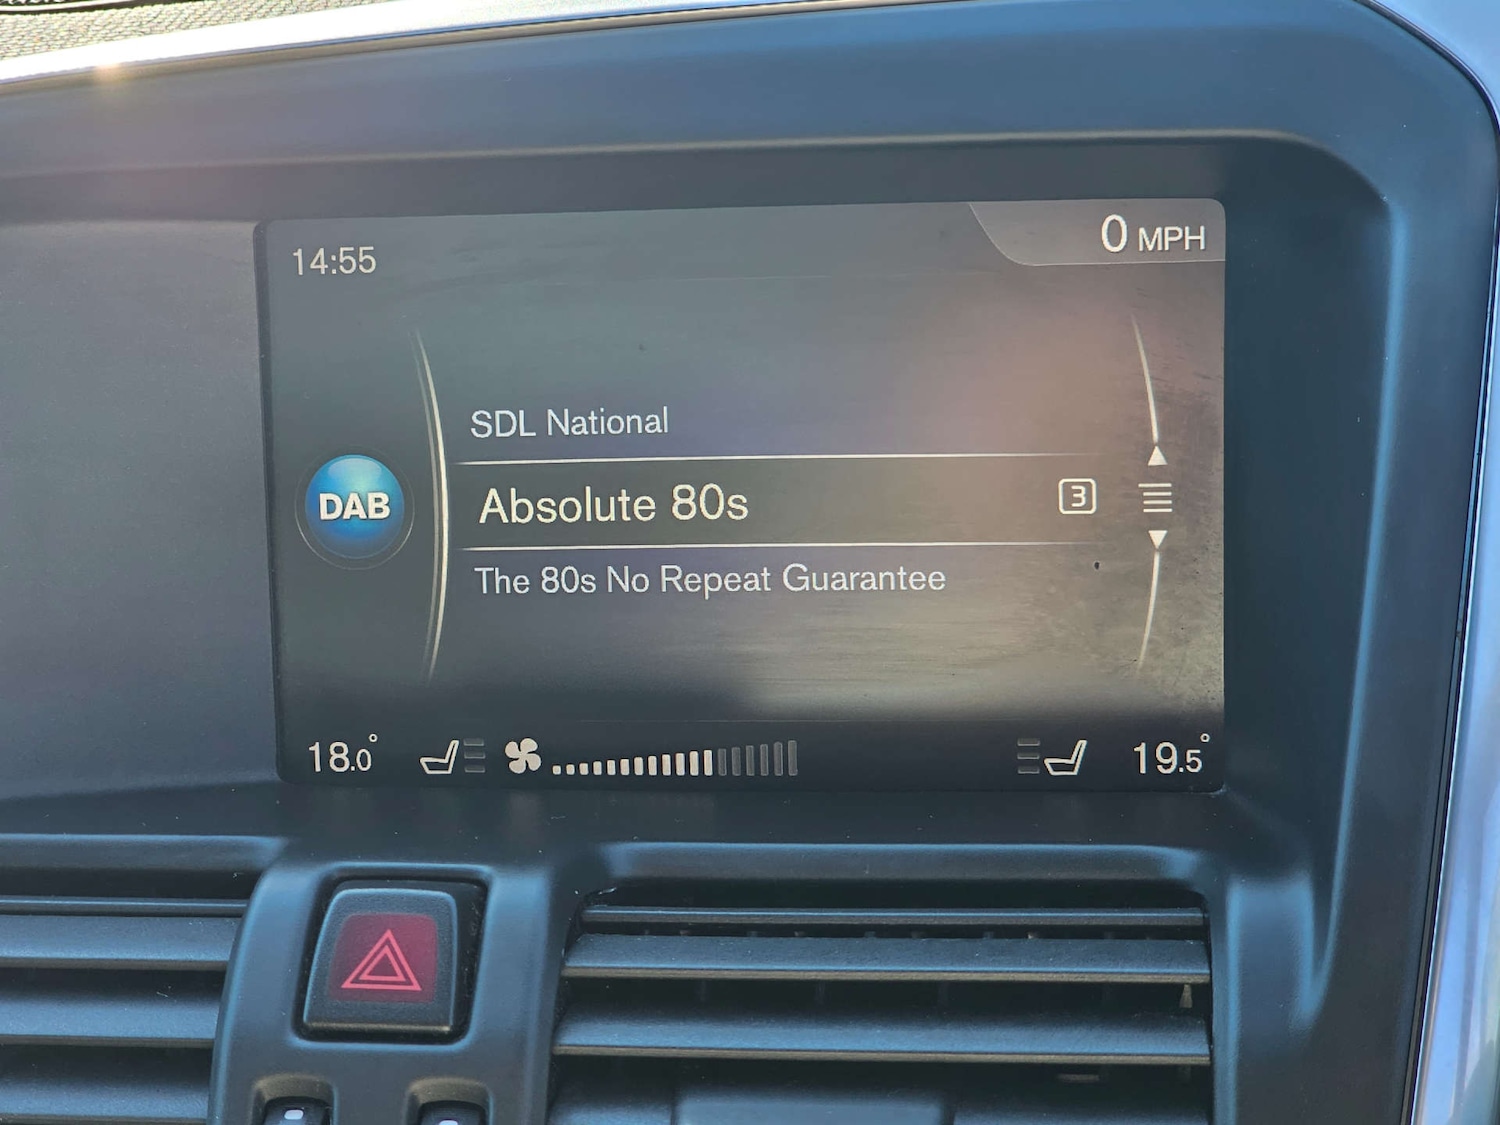 14:55
0 MPH
SDL National
DAB
Absolute 80s
3
The 80s No Repeat Guarantee
18.0°
19.5°